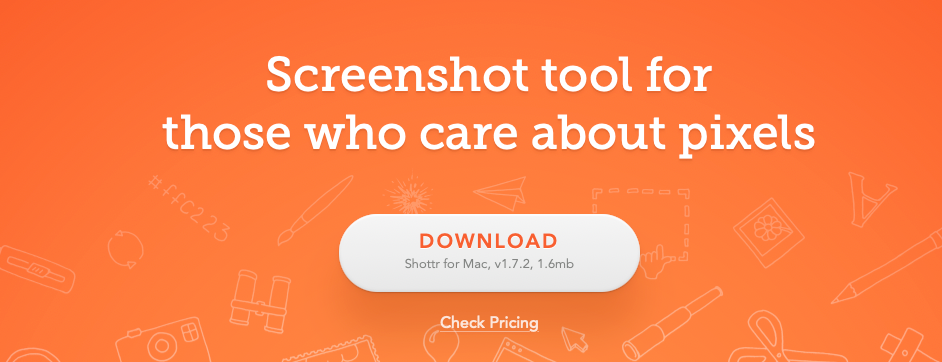 Screenshot tool for
those who care about pixels
#ffc223
A
DOWNLOAD
Shottr for Mac, v1.7.2, 1.6mb
Check Pricing